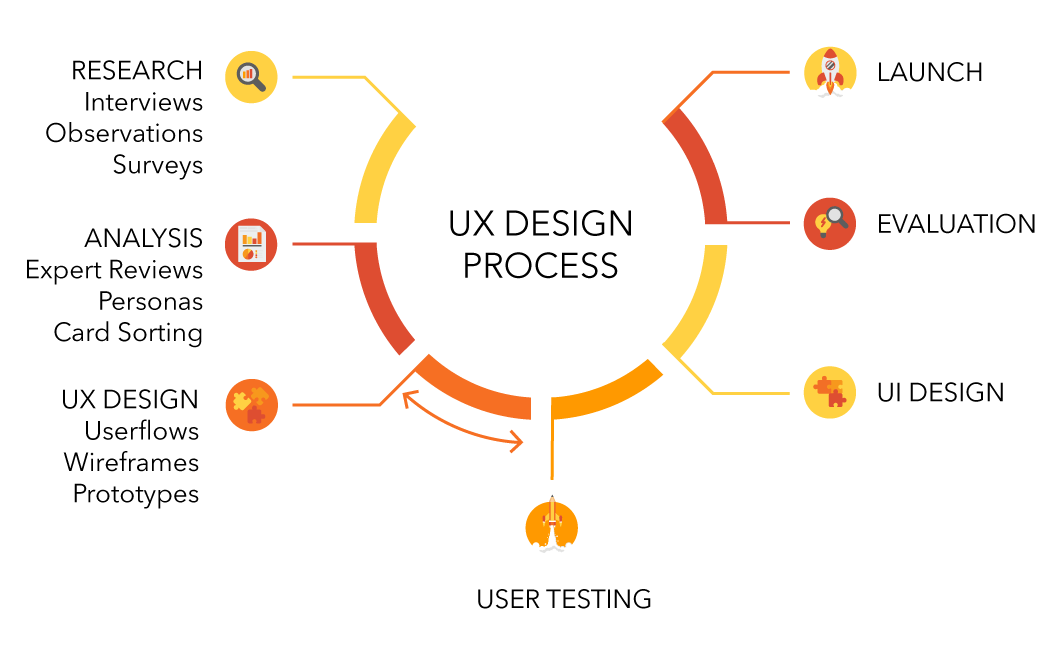 RESEARCH
Interviews
Observations
Surveys
ANALYSIS
Expert Reviews
Personas
Card Sorting
UX DESIGN
Userflows
Wireframes
Prototypes
UX DESIGN
PROCESS
USER TESTING
LAUNCH
EVALUATION
UI DESIGN